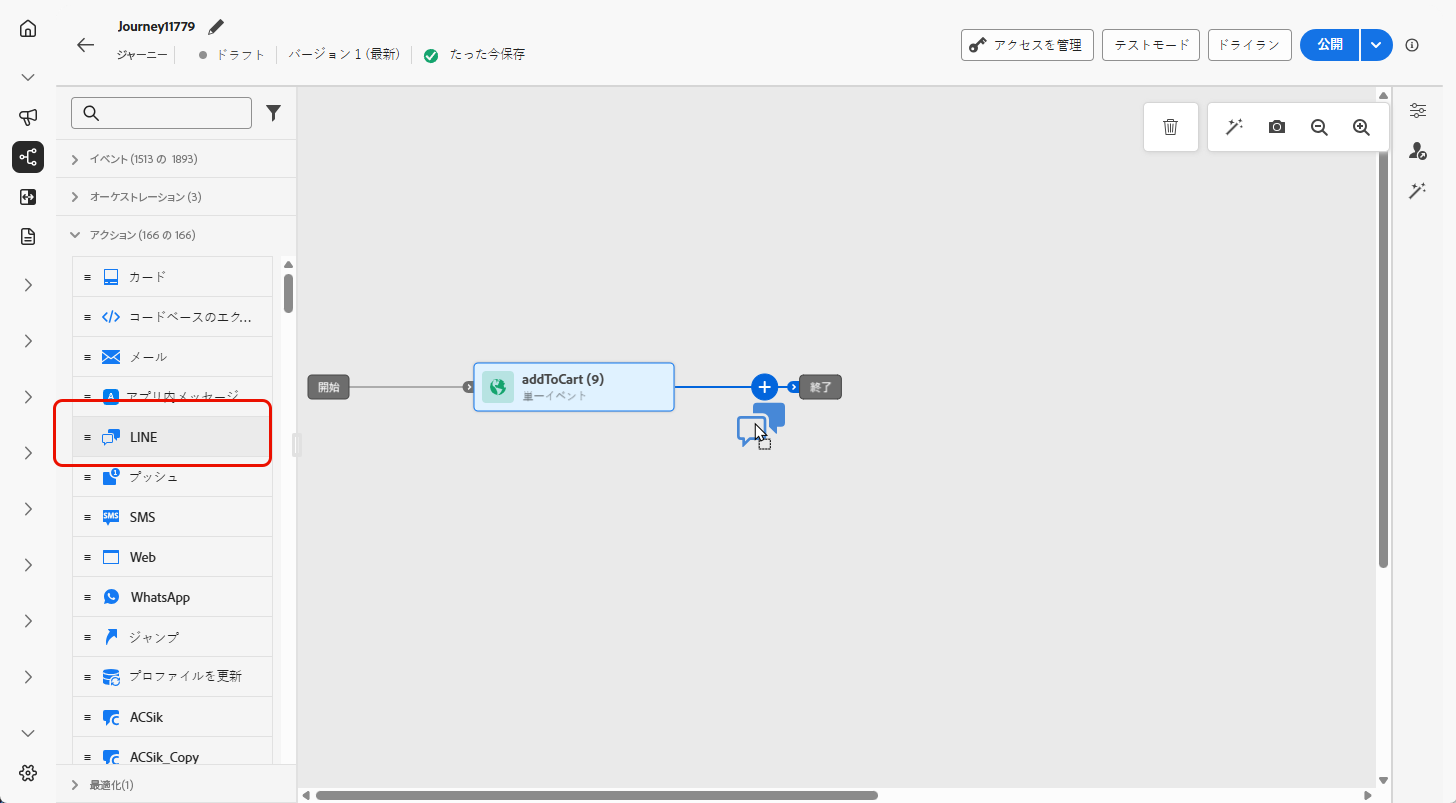 Journey11779
ジャーニー
ドラフト
バージョン 1 (最新)
たった今保存
アクセスを管理
テストモード
ドライラン
公開
イベント (1513 の 1893)
オーケストレーション (3)
アクション (166 の 166)
カード
コードベースのエク...
メール
アプリ内メッセージ
LINE
プッシュ
SMS
SMS
Web
WhatsApp
ジャンプ
プロファイルを更新
ACSik
ACSik_Copy
最適化(1)
開始
addToCart (9)
単一イベント
終了